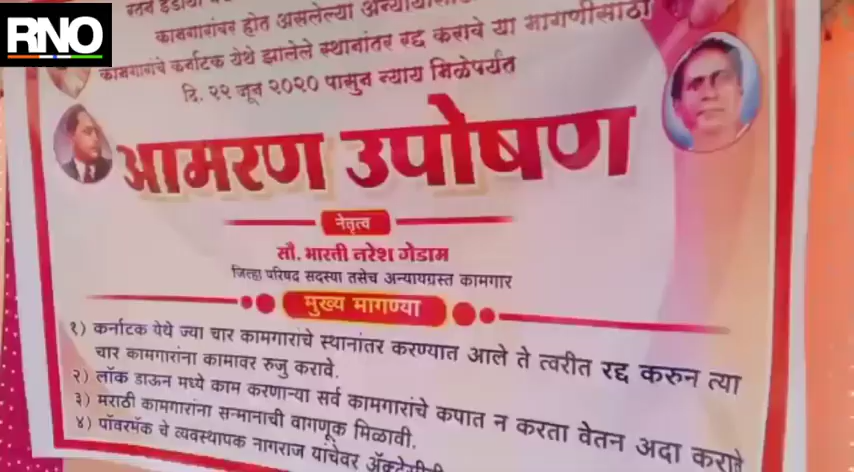 RNO
कामगारांवर होत असलेल्या
कामगारांचे कर्नाटक येथे झालेले स्थानांतर रद्द करावे या मागणीसाठी
दि. २२ जून २०२० पासुन न्याय मिळेपर्यंत
आमरण उपोषण
नेतृत्व
सौ. भारती नरेश गेडाम
जिल्हा परिषद सदस्या तसेच अन्यायग्रस्त कामगार
मुख्य मागण्या
१) कर्नाटक येथे ज्या चार कामगारांचे स्थानांतर करण्यात आले ते त्वरीत रद्द करुन त्या
चार कामगारांना कामावर रुजु करावे.
२) लॉक डाऊन मध्ये काम करणाऱ्या सर्व कामगारांचे कपात न करता वेतन अदा करावे
३) मराठी कामगारांना सन्मानाची वागणूक मिळावी.
४) पॉवरमॅक चे व्यवस्थापक नागराज यांचेवर